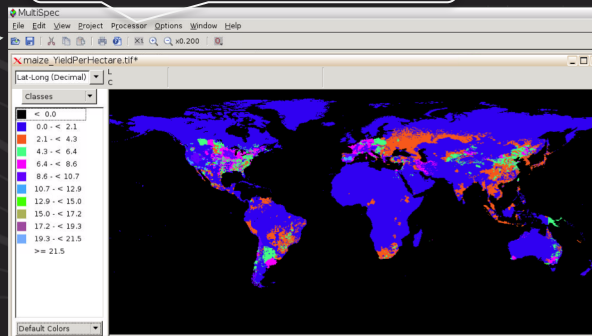 MultiSpec
File Edit View Project Processor Options Window Help
X1 x0.200
maize_YieldPerHectare.tif*
Lat-Long (Decimal) L
C
Classes
< 0.0
0.0 - < 2.1
2.1 - < 4.3
4.3 - < 6.4
6.4 - < 8.6
8.6 - < 10.7
10.7 - < 12.9
12.9 - < 15.0
15.0 - < 17.2
17.2 - < 19.3
19.3 - < 21.5
>= 21.5
Default Colors